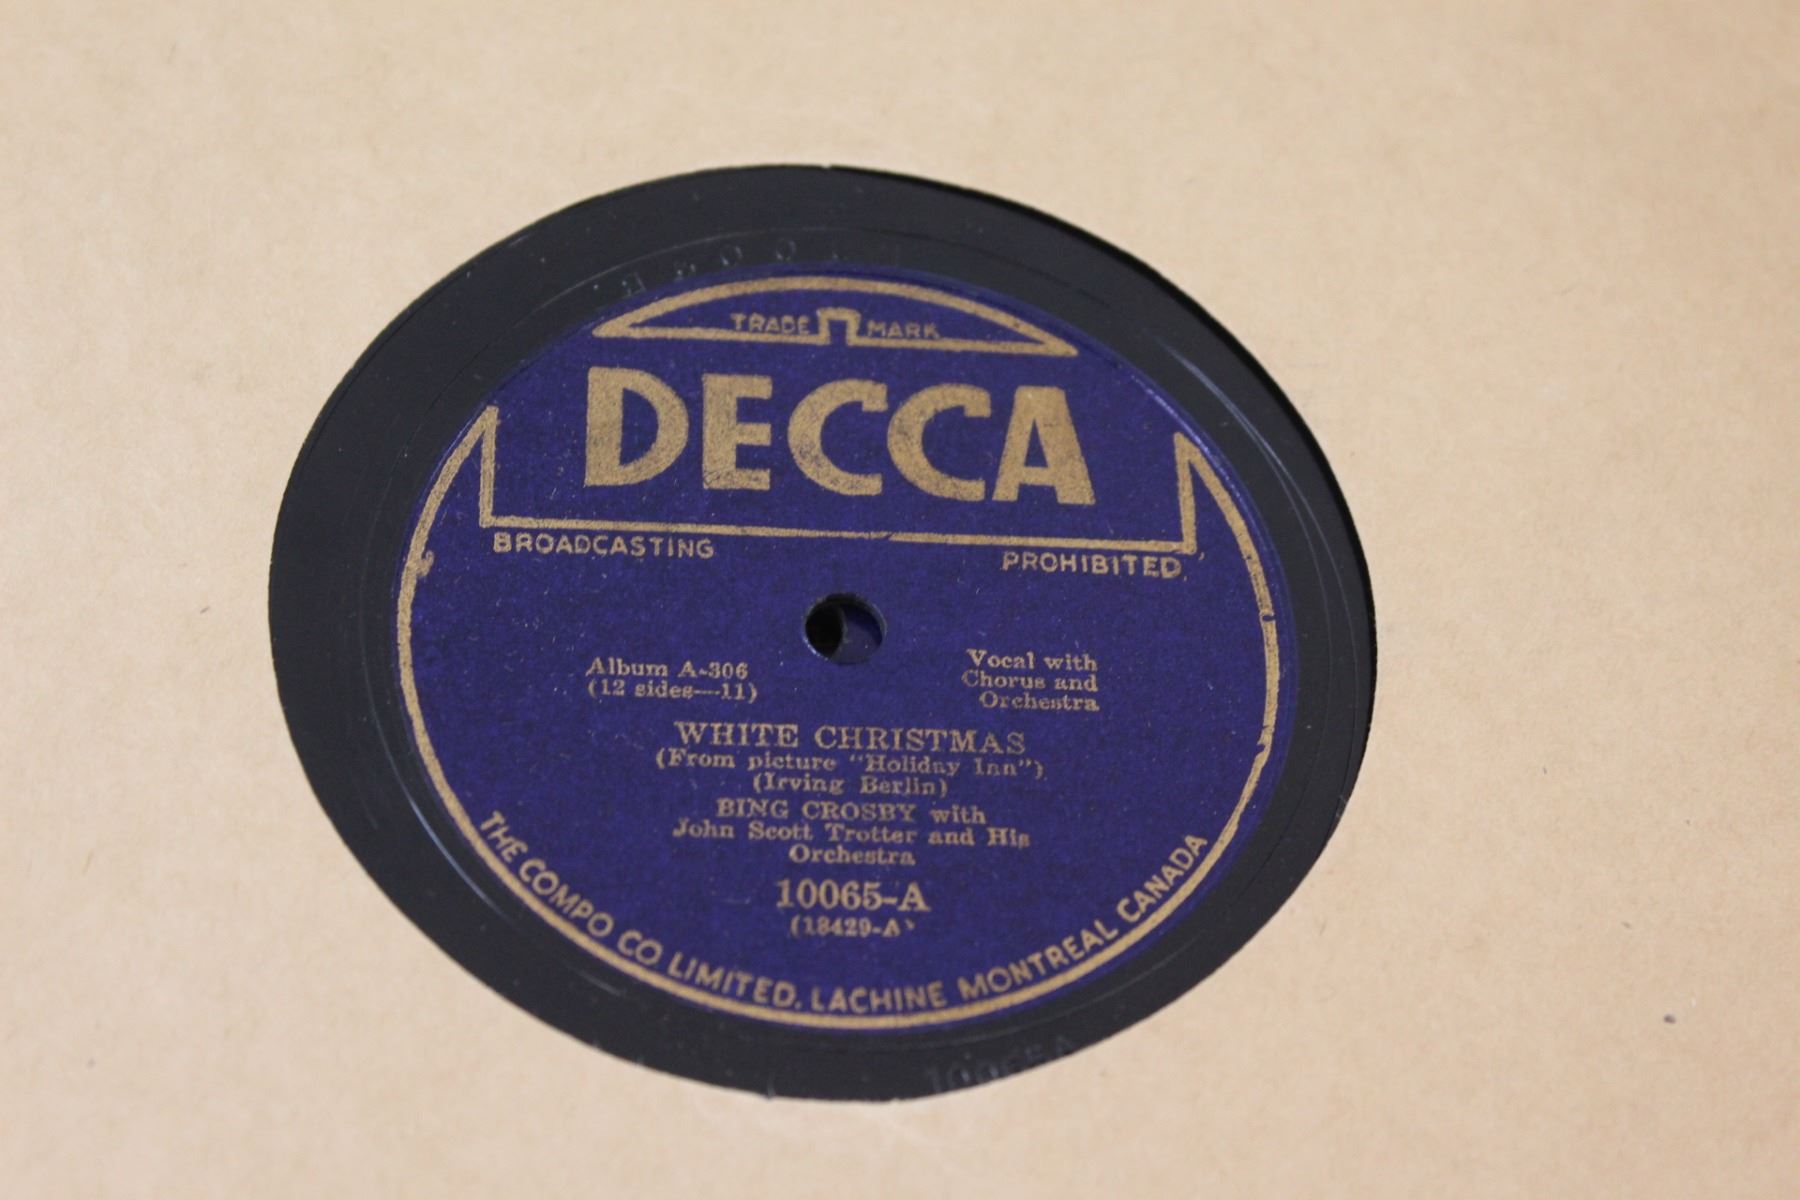 TRADE MARK
DECCA
BROADCASTING PROHIBITED
Album A-306
(12 sides—11)
Vocal with
Chorus and
Orchestra
WHITE CHRISTMAS
(From picture "Holiday Inn")
(Irving Berlin)
BING CROSBY with
John Scott Trotter and His
Orchestra
10065-A
(18429-A)
THE COMPO CO LIMITED. LACHINE MONTREAL CANADA
10065A